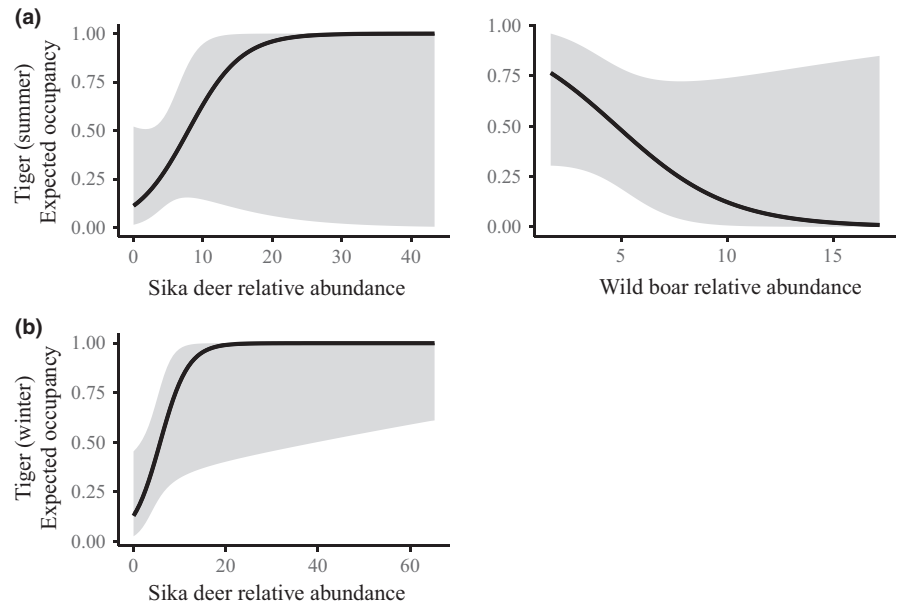 (a)
Tiger (summer)
Expected occupancy
1.00
0.75
0.50
0.25
0.00
0 10 20 30 40
Sika deer relative abundance
1.00
0.75
0.50
0.25
0.00
5 10 15
Wild boar relative abundance
(b)
Tiger (winter)
Expected occupancy
1.00
0.75
0.50
0.25
0.00
0 20 40 60
Sika deer relative abundance